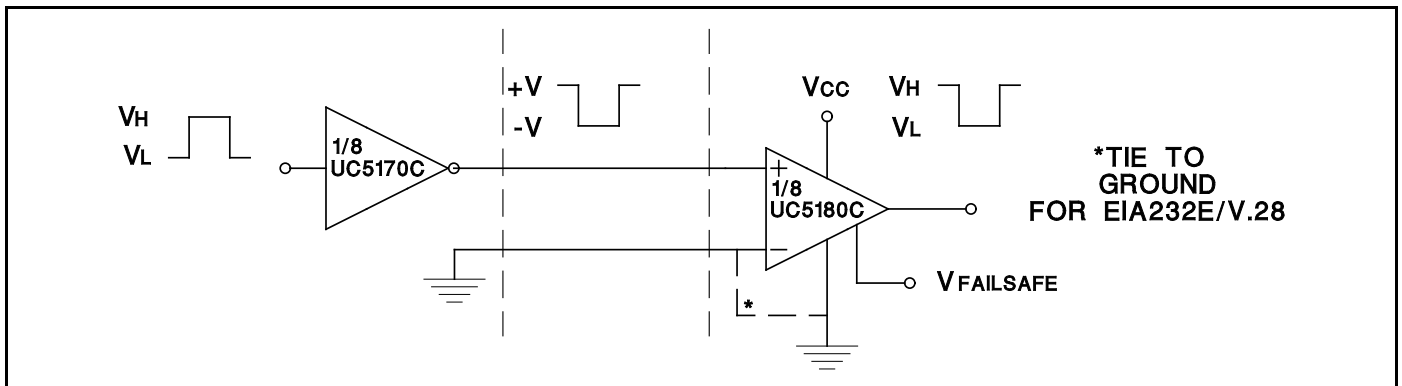 VH
VL
1/8
UC5170C
+V
-V
VCC
VH
VL
+
1/8
UC5180C
-
*TIE TO
GROUND
FOR EIA232E/V.28
VFAILSAFE
*